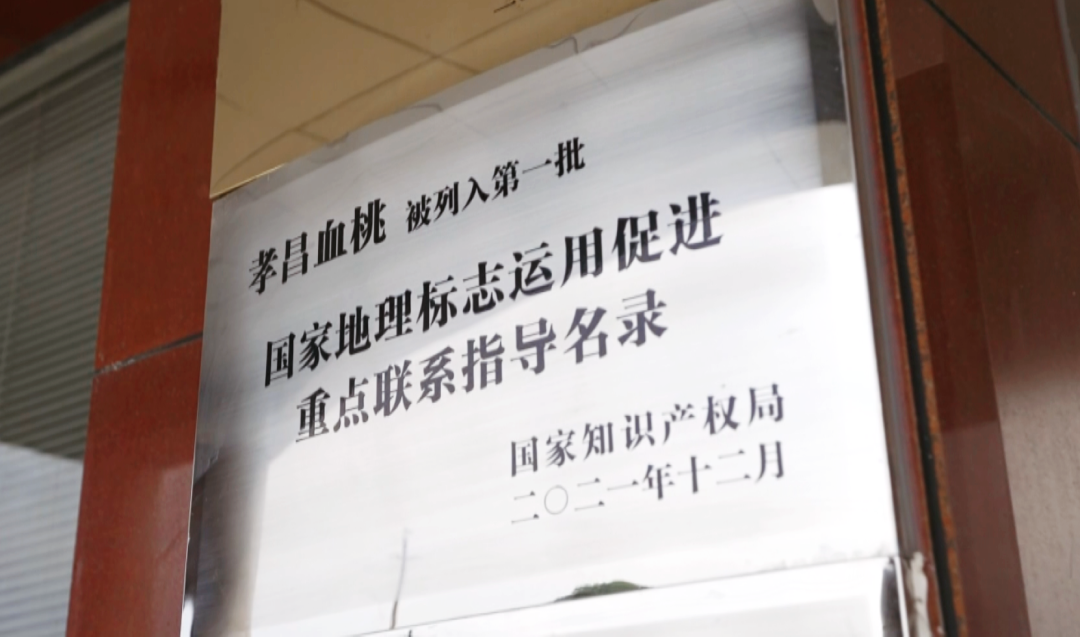 孝昌血桃 被列入第一批
国家地理标志运用促进
重点联系指导名录
国家知识产权局
二〇二一年十二月